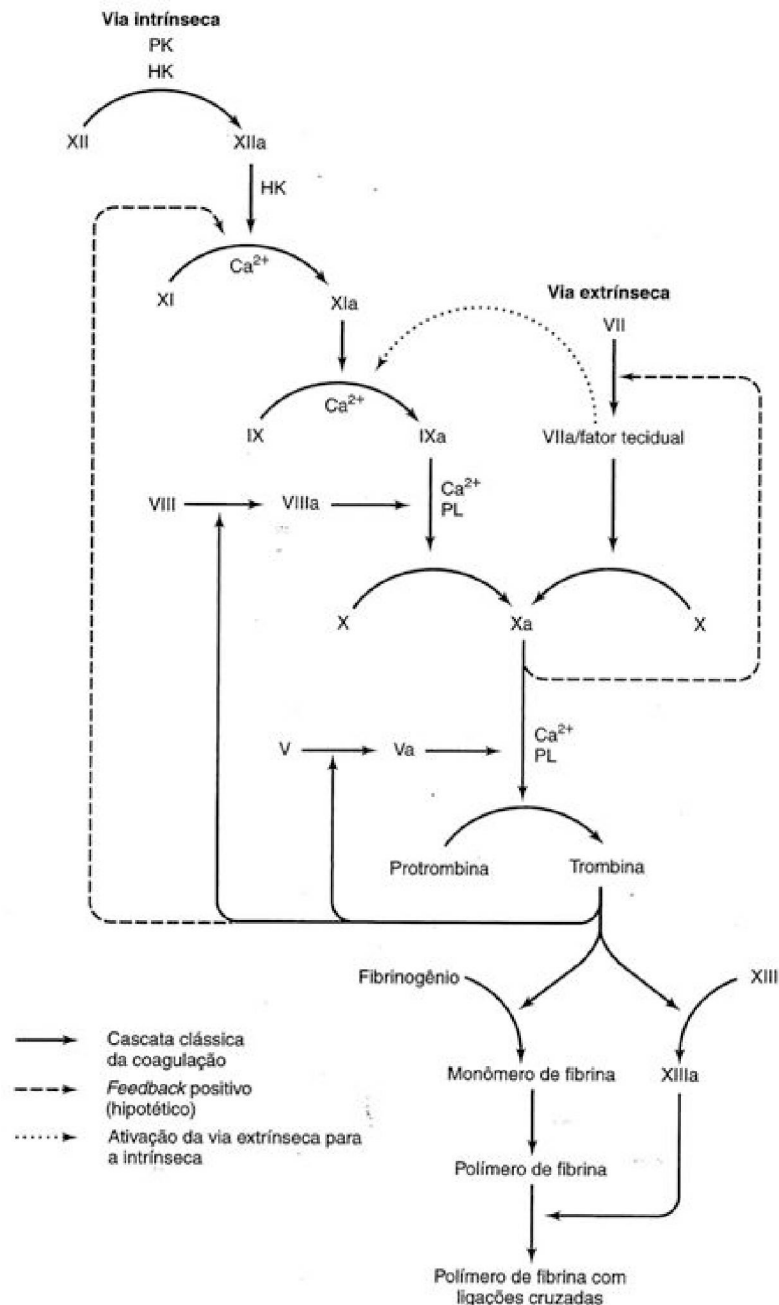 Via intrínseca
PK
HK
XII
XIIa
HK
Ca2+
XI
XIa
Via extrínseca
VII
Ca2+
IX
IXa
VIIa/fator tecidual
VIII
VIIIa
Ca2+
PL
X
Xa
X
V
Va
Ca2+
PL
Protrombina
Trombina
Fibrinogênio
XIII
Cascata clássica
da coagulação
Feedback positivo
(hipotético)
Ativação da via extrínseca para
a intrínseca
Monômero de fibrina
XIIIa
Polímero de fibrina
Polímero de fibrina com
ligações cruzadas